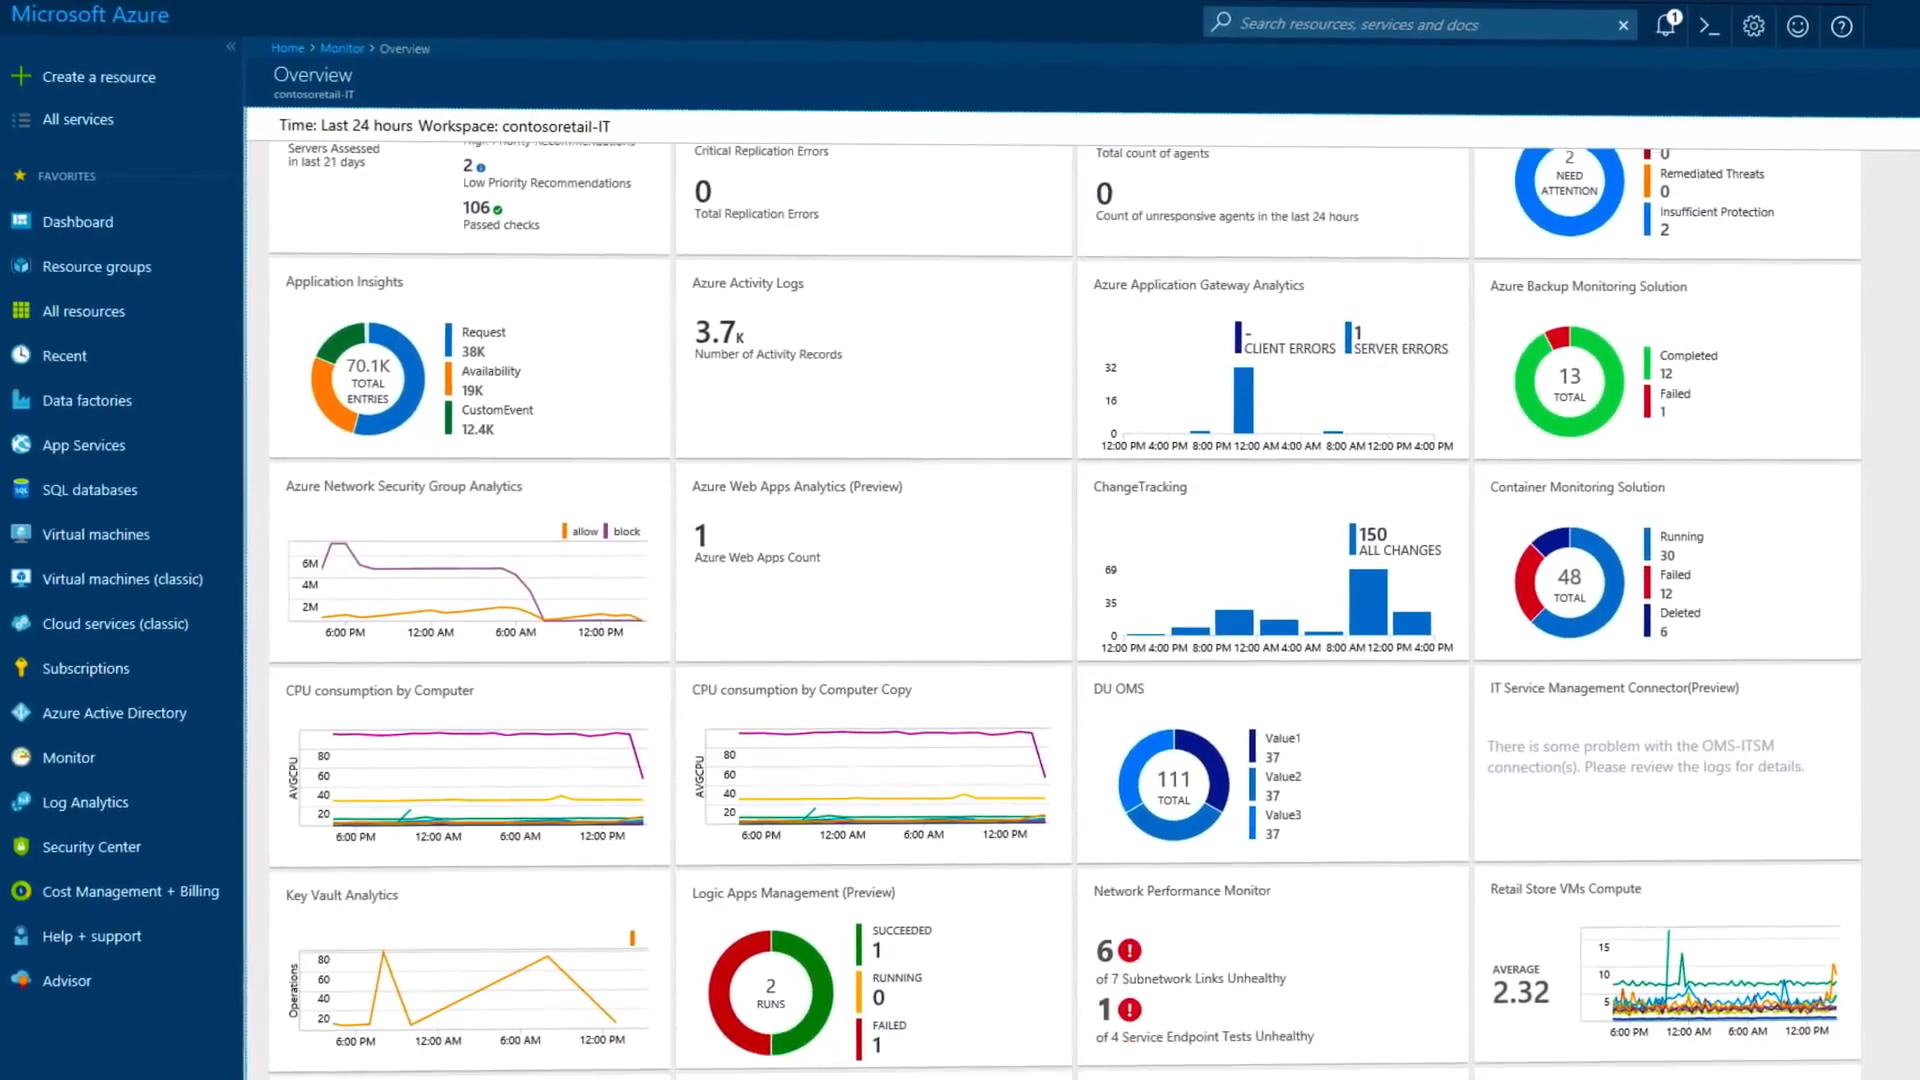 Microsoft Azure
Search resources, services and docs
1
Create a resource
All services
FAVORITES
Dashboard
Resource groups
All resources
Recent
Data factories
App Services
SQL databases
Virtual machines
Virtual machines (classic)
Cloud services (classic)
Subscriptions
Azure Active Directory
Monitor
Log Analytics
Security Center
Cost Management + Billing
Help + support
Advisor
Home > Monitor > Overview
Overview
contosoretail-IT
Time: Last 24 hours Workspace: contosoretail-IT
Servers Assessed
in last 21 days
High Priority Recommendations
2
Low Priority Recommendations
106
Passed checks
Critical Replication Errors
0
Total Replication Errors
Total count of agents
0
Count of unresponsive agents in the last 24 hours
2
NEED
ATTENTION
0
Remediated Threats
0
Insufficient Protection
2
Application Insights
70.1K
TOTAL
ENTRIES
Request
38K
Availability
19K
CustomEvent
12.4K
Azure Activity Logs
3.7K
Number of Activity Records
Azure Application Gateway Analytics
-
CLIENT ERRORS
1
SERVER ERRORS
32
16
0
12:00 PM 4:00 PM 8:00 PM 12:00 AM 4:00 AM 8:00 AM 12:00 PM 4:00 PM
Azure Backup Monitoring Solution
13
TOTAL
Completed
12
Failed
1
Azure Network Security Group Analytics
allow block
6M
4M
2M
6:00 PM 12:00 AM 6:00 AM 12:00 PM
Azure Web Apps Analytics (Preview)
1
Azure Web Apps Count
ChangeTracking
150
ALL CHANGES
69
35
0
12:00 PM 4:00 PM 8:00 PM 12:00 AM 4:00 AM 8:00 AM 12:00 PM 4:00 PM
Container Monitoring Solution
48
TOTAL
Running
30
Failed
12
Deleted
6
CPU consumption by Computer
AVGCPU
80
60
40
20
6:00 PM 12:00 AM 6:00 AM 12:00 PM
CPU consumption by Computer Copy
AVGCPU
80
60
40
20
6:00 PM 12:00 AM 6:00 AM 12:00 PM
DU OMS
111
TOTAL
Value1
37
Value2
37
Value3
37
IT Service Management Connector(Preview)
There is some problem with the OMS-ITSM
connection(s). Please review the logs for details.
Key Vault Analytics
Operations
80
60
40
20
6:00 PM 12:00 AM 6:00 AM 12:00 PM
Logic Apps Management (Preview)
2
RUNS
SUCCEEDED
1
RUNNING
0
FAILED
1
Network Performance Monitor
6
of 7 Subnetwork Links Unhealthy
1
of 4 Service Endpoint Tests Unhealthy
Retail Store VMs Compute
AVERAGE
2.32
15
10
5
6:00 PM 12:00 AM 6:00 AM 12:00 PM